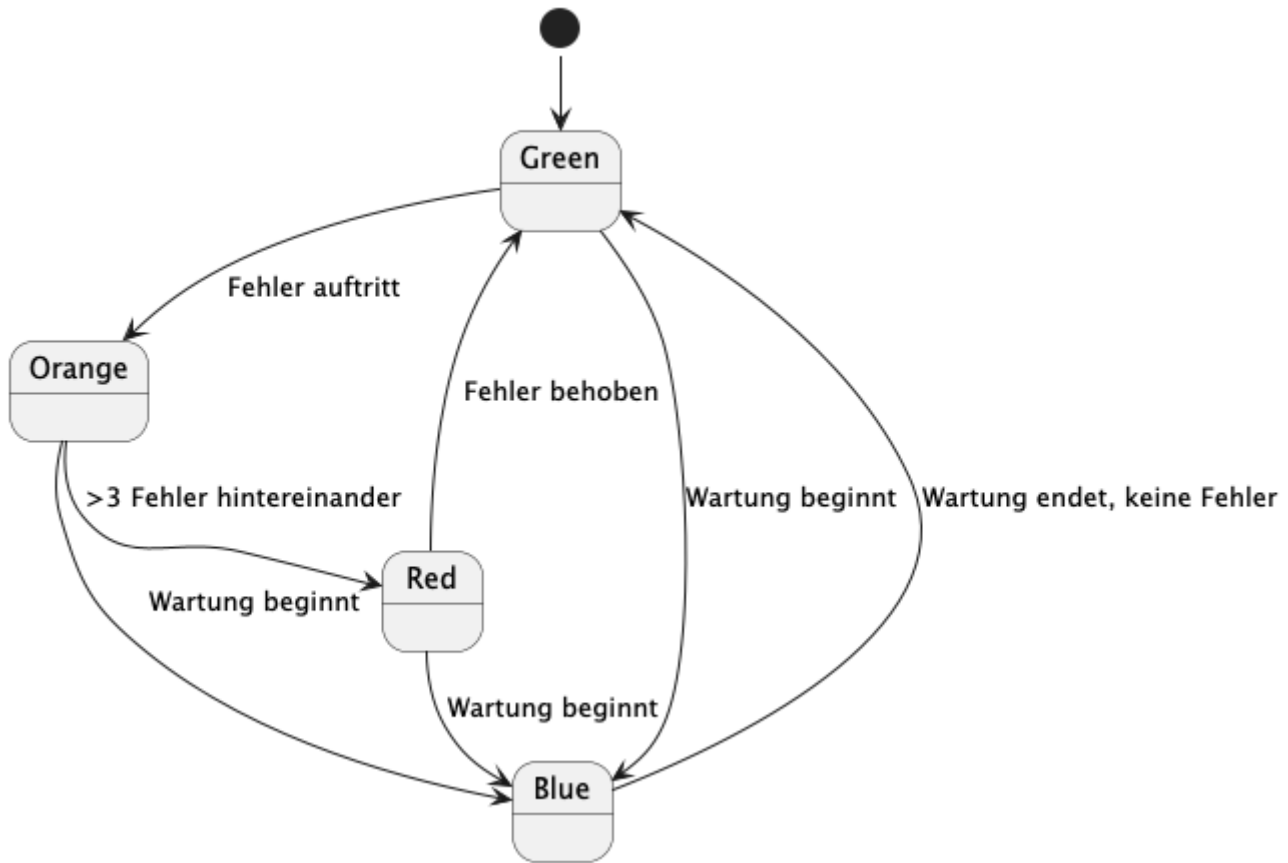 Green
Fehler auftritt
Orange
Fehler behoben
>3 Fehler hintereinander
Wartung beginnt
Wartung endet, keine Fehler
Red
Wartung beginnt
Wartung beginnt
Blue